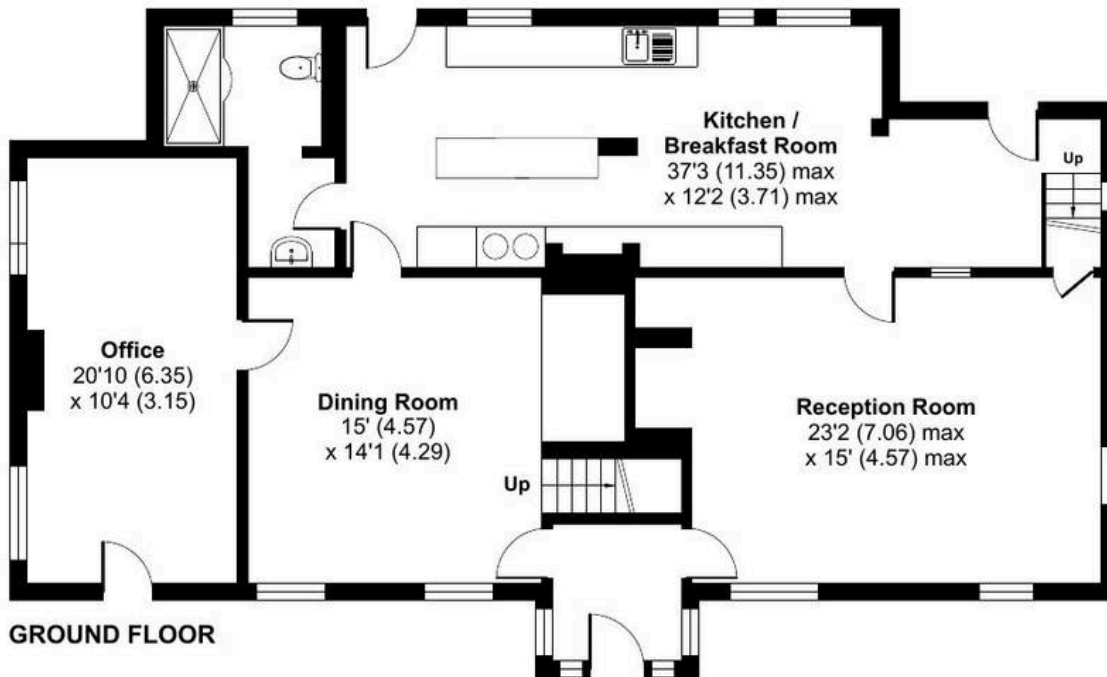 Kitchen /
Breakfast Room
37'3 (11.35) max
x 12'2 (3.71) max
Up
Office
20'10 (6.35)
x 10'4 (3.15)
Dining Room
15' (4.57)
x 14'1 (4.29)
Up
Reception Room
23'2 (7.06) max
x 15' (4.57) max
GROUND FLOOR